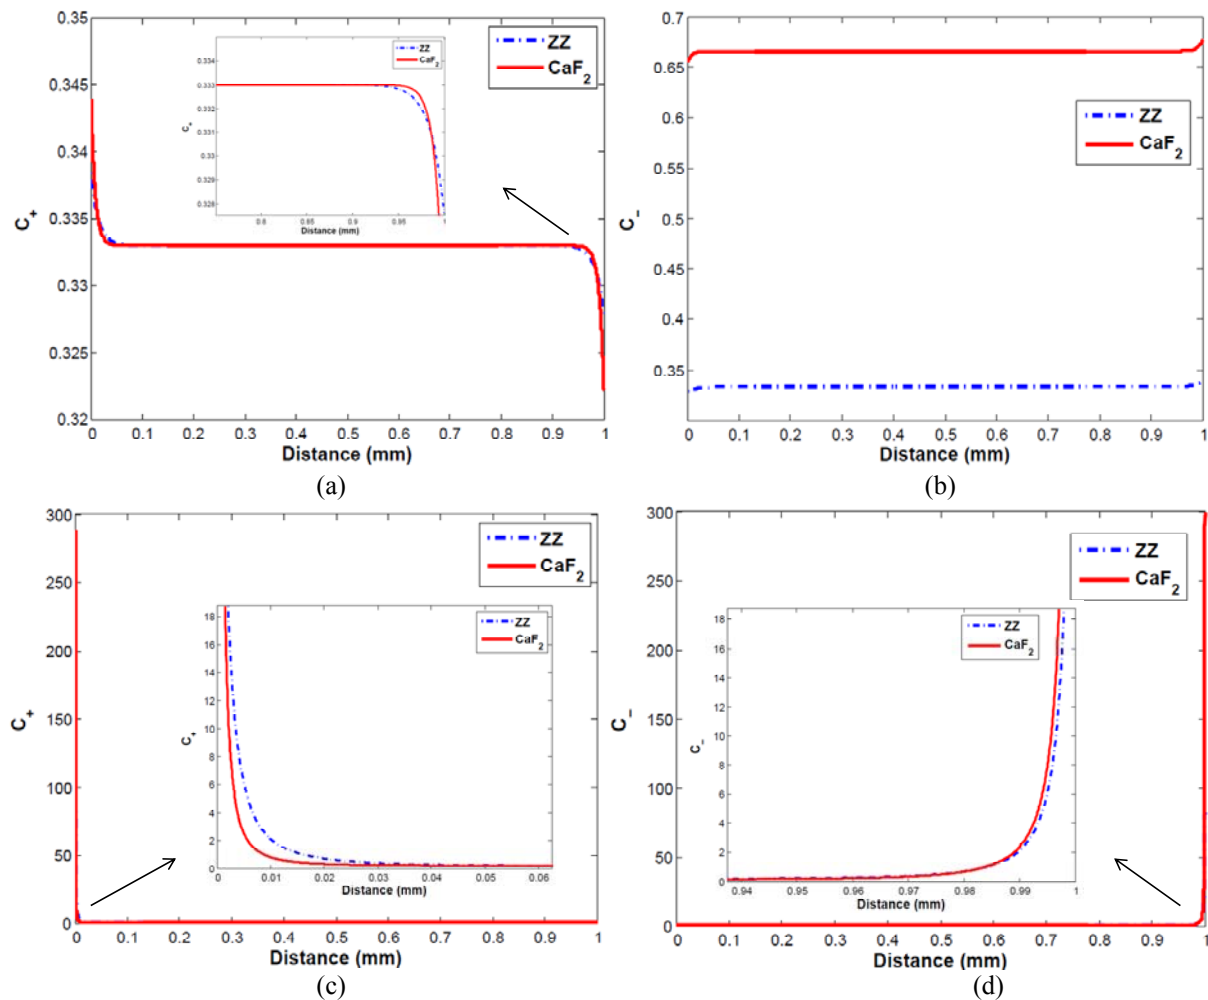 0.35
0.345
0.34
0.335
0.33
0.325
0.32
C+
0 0.1 0.2 0.3 0.4 0.5 0.6 0.7 0.8 0.9 1
Distance (mm)
ZZ
CaF2
0.334
0.333
0.332
0.331
0.33
0.329
0.328
C+
0.8 0.85 0.9 0.95 1
Distance (mm)
ZZ
CaF2
(a)
0.7
0.65
0.6
0.55
0.5
0.45
0.4
0.35
C−
0 0.1 0.2 0.3 0.4 0.5 0.6 0.7 0.8 0.9 1
Distance (mm)
ZZ
CaF2
(b)
300
250
200
150
100
50
0
C+
0 0.1 0.2 0.3 0.4 0.5 0.6 0.7 0.8 0.9 1
Distance (mm)
ZZ
CaF2
18
16
14
12
10
8
6
4
2
0
C+
0 0.01 0.02 0.03 0.04 0.05 0.06
Distance (mm)
ZZ
CaF2
(c)
300
250
200
150
100
50
0
C−
0 0.1 0.2 0.3 0.4 0.5 0.6 0.7 0.8 0.9 1
Distance (mm)
ZZ
CaF2
18
16
14
12
10
8
6
4
2
0
C−
0.94 0.95 0.96 0.97 0.98 0.99 1
Distance (mm)
ZZ
CaF2
(d)